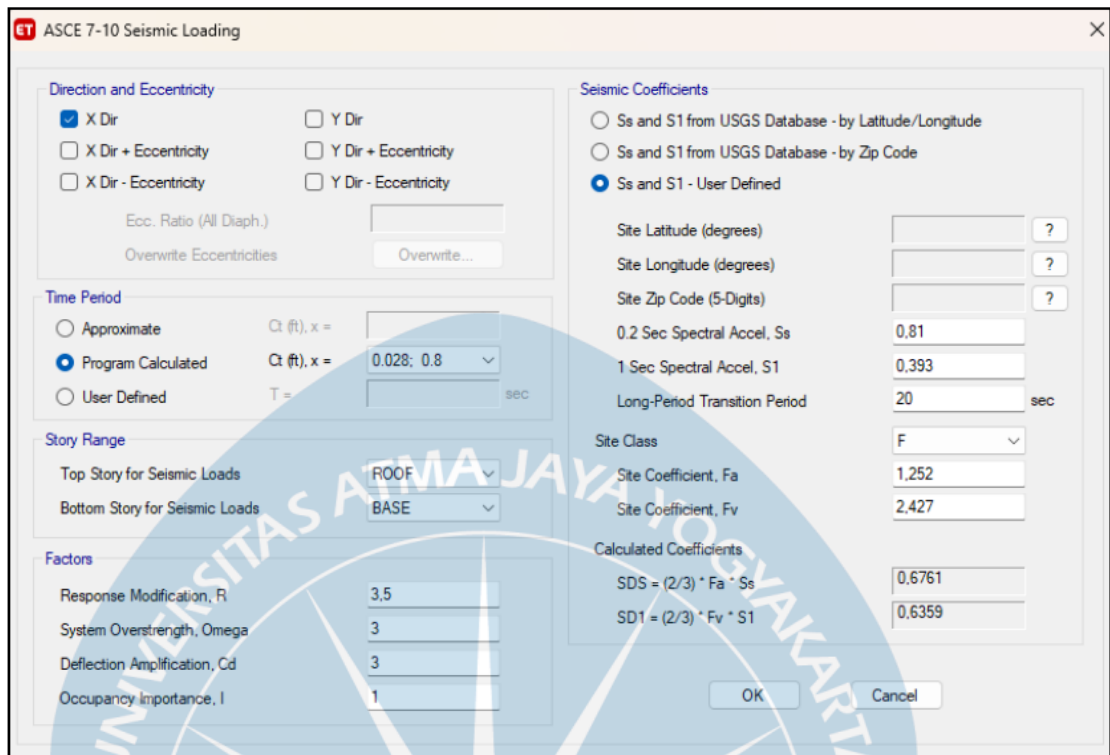 ASCE 7-10 Seismic Loading
Direction and Eccentricity
X Dir
Y Dir
X Dir + Eccentricity
Y Dir + Eccentricity
X Dir - Eccentricity
Y Dir - Eccentricity
Ecc. Ratio (All Diaph.)
Overwrite Eccentricities
Overwrite...
Time Period
Approximate
Ct (ft), x =
Program Calculated
Ct (ft), x =
0.028; 0.8
User Defined
T =
sec
Story Range
Top Story for Seismic Loads
ROOF
Bottom Story for Seismic Loads
BASE
Factors
Response Modification, R
3,5
System Overstrength, Omega
3
Deflection Amplification, Cd
3
Occupancy Importance, I
1
Seismic Coefficients
Ss and S1 from USGS Database - by Latitude/Longitude
Ss and S1 from USGS Database - by Zip Code
Ss and S1 - User Defined
Site Latitude (degrees)
?
Site Longitude (degrees)
?
Site Zip Code (5-Digits)
?
0.2 Sec Spectral Accel, Ss
0,81
1 Sec Spectral Accel, S1
0,393
Long-Period Transition Period
20
sec
Site Class
F
Site Coefficient, Fa
1,252
Site Coefficient, Fv
2,427
Calculated Coefficients
SDS = (2/3) * Fa * Ss
0,6761
SD1 = (2/3) * Fv * S1
0,6359
OK
Cancel
UNIVERSITAS ATMA JAYA YOGYAKARTA
ET